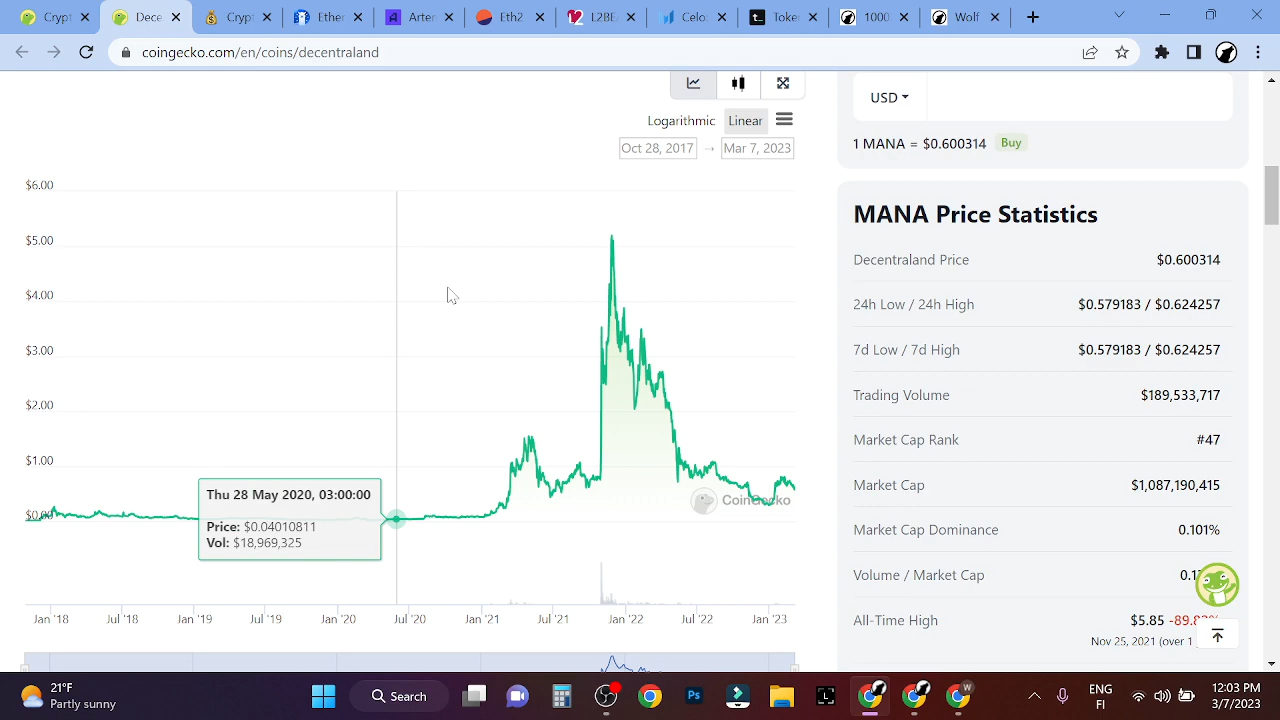 Dece
Crypt
Ether
Arter
Eth2
L2BE
Celes
Toke
1000
Wolf
coingecko.com/en/coins/decentraland
Logarithmic Linear
Oct 28, 2017 → Mar 7, 2023
$6.00
$5.00
$4.00
$3.00
$2.00
$1.00
$0.00
Thu 28 May 2020, 03:00:00
Price: $0.04010811
Vol: $18,969,325
CoinGecko
Jan '18 Jul '18 Jan '19 Jul '19 Jan '20 Jul '20 Jan '21 Jul '21 Jan '22 Jul '22 Jan '23
USD
1 MANA = $0.600314 Buy
MANA Price Statistics
Decentraland Price $0.600314
24h Low / 24h High $0.579183 / $0.624257
7d Low / 7d High $0.579183 / $0.624257
Trading Volume $189,533,717
Market Cap Rank #47
Market Cap $1,087,190,415
Market Cap Dominance 0.101%
Volume / Market Cap
All-Time High $5.85
Nov 25, 2021 (over 1
21°F
Partly sunny
Search
Ps
W
ENG
FI
12:03 PM
3/7/2023